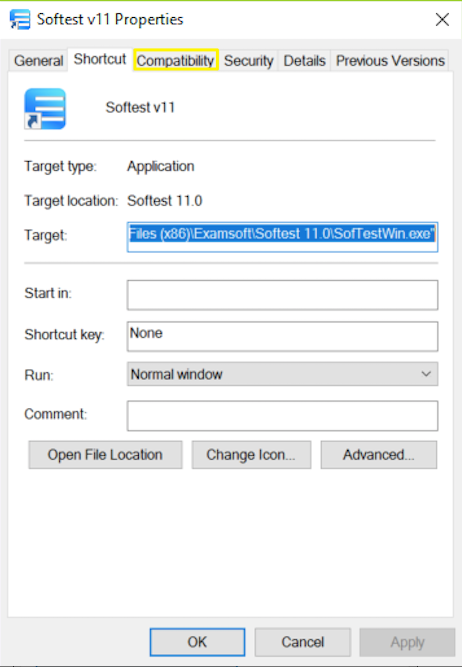 Softest v11 Properties
General Shortcut Compatibility Security Details Previous Versions
Softest v11
Target type: Application
Target location: Softest 11.0
Target: Files (x86)\Examsoft\Softest 11.0\SofTestWin.exe"
Start in:
Shortcut key: None
Run: Normal window
Comment:
Open File Location Change Icon... Advanced...
OK Cancel Apply